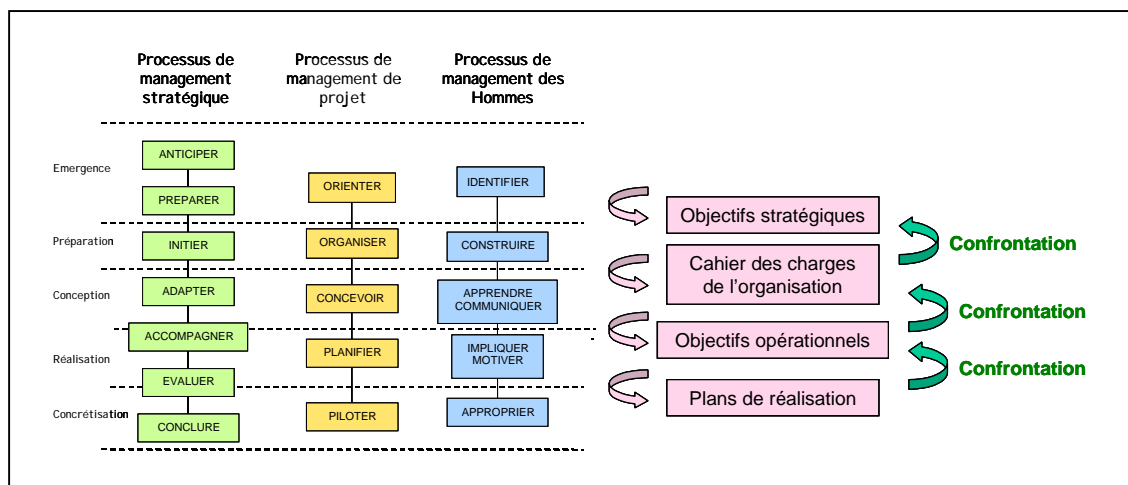 Processus de
management
stratégique
Processus de
management de
projet
Processus de
management des
Hommes
Emergence
ANTICIPER
PREPARER
ORIENTER
IDENTIFIER
Préparation
INITIER
ORGANISER
CONSTRUIRE
Conception
ADAPTER
CONCEVOIR
APPRENDRE
COMMUNIQUER
ACCOMPAGNER
Réalisation
PLANIFIER
IMPLIQUER
MOTIVER
EVALUER
Concrétisation
CONCLURE
PILOTER
APPROPRIER
Objectifs stratégiques
Confrontation
Cahier des charges
de l'organisation
Confrontation
Objectifs opérationnels
Confrontation
Plans de réalisation